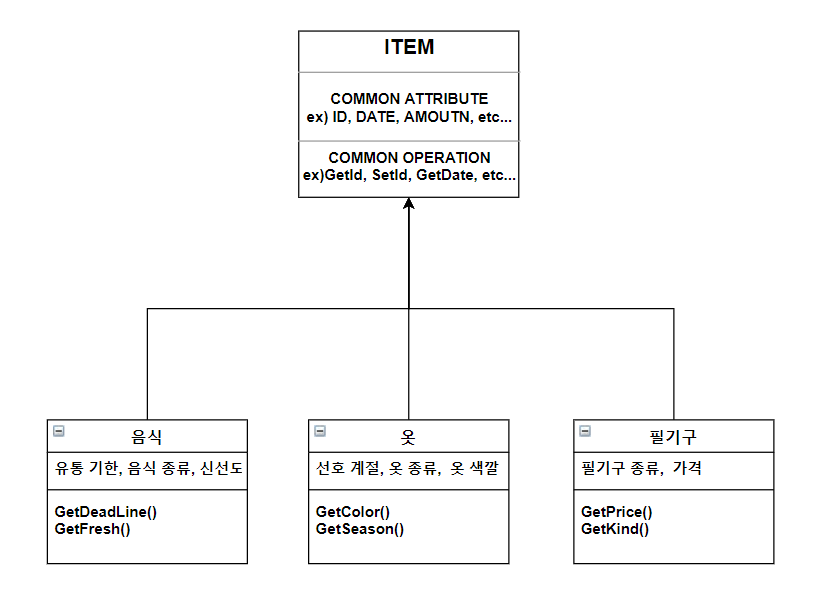 ITEM
COMMON ATTRIBUTE
ex) ID, DATE, AMOUTN, etc...
COMMON OPERATION
ex)GetId, SetId, GetDate, etc...
음식
유통 기한, 음식 종류, 신선도
GetDeadLine()
GetFresh()
옷
선호 계절, 옷 종류, 옷 색깔
GetColor()
GetSeason()
필기구
필기구 종류, 가격
GetPrice()
GetKind()